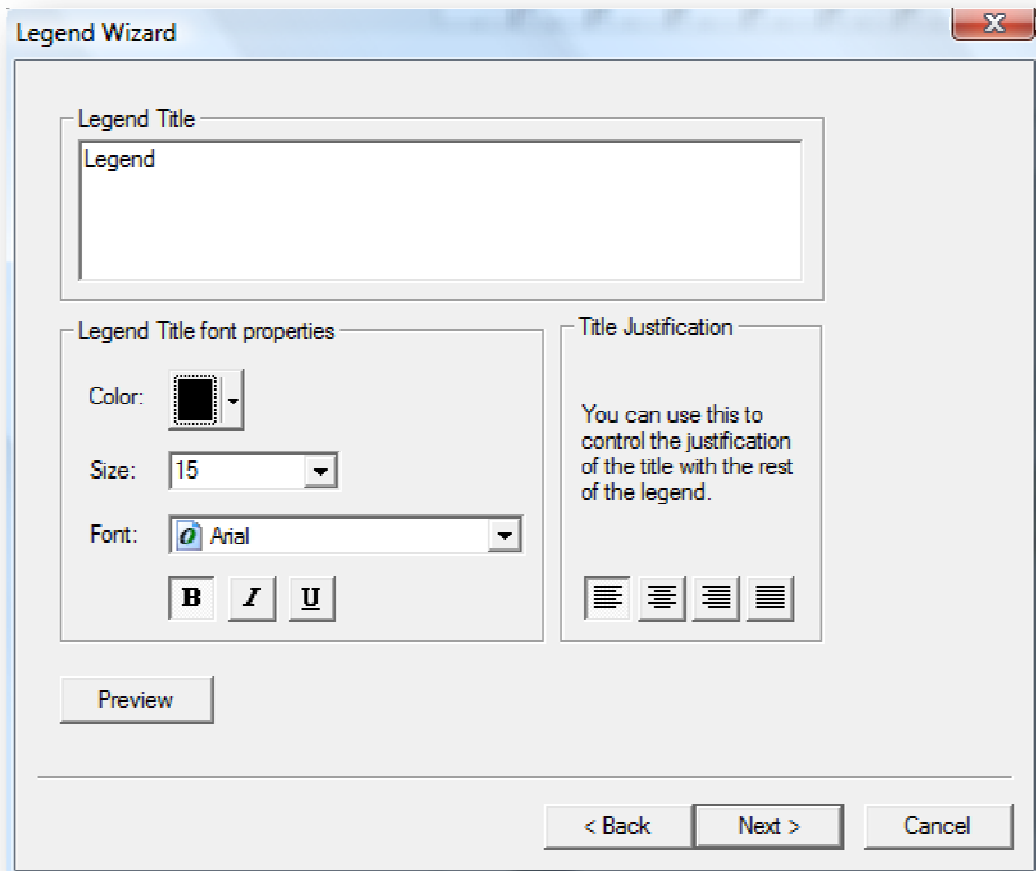 Legend Wizard
X
Legend Title
Legend
Legend Title font properties
Color:
Size:
15
Font:
O Arial
B I U
Title Justification
You can use this to
control the justification
of the title with the rest
of the legend.
Preview
< Back
Next >
Cancel